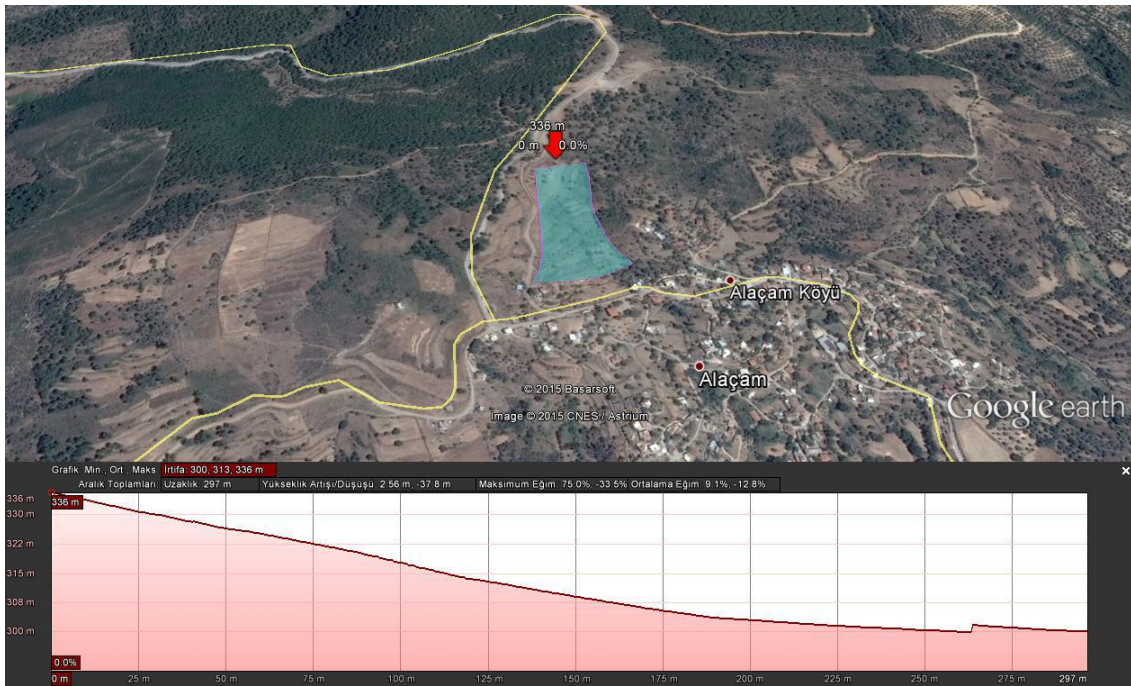 336 m
0 m 0.0%
Alaçam Köyü
Alaçam
© 2015 Basarsoft
Image © 2015 CNES / Astrium
Google earth
Grafik: Min., Ort., Maks İrtifa: 300, 313, 336 m
Aralık Toplamları: Uzaklık: 297 m Yükseklik Artışı/Düşüşü: 2.56 m, -37.8 m Maksimum Eğim: 75.0%, -33.5% Ortalama Eğim: 9.1%, -12.8%
336 m 336 m
330 m
322 m
315 m
308 m
300 m
0.0%
0 m 25 m 50 m 75 m 100 m 125 m 150 m 175 m 200 m 225 m 250 m 275 m 297 m